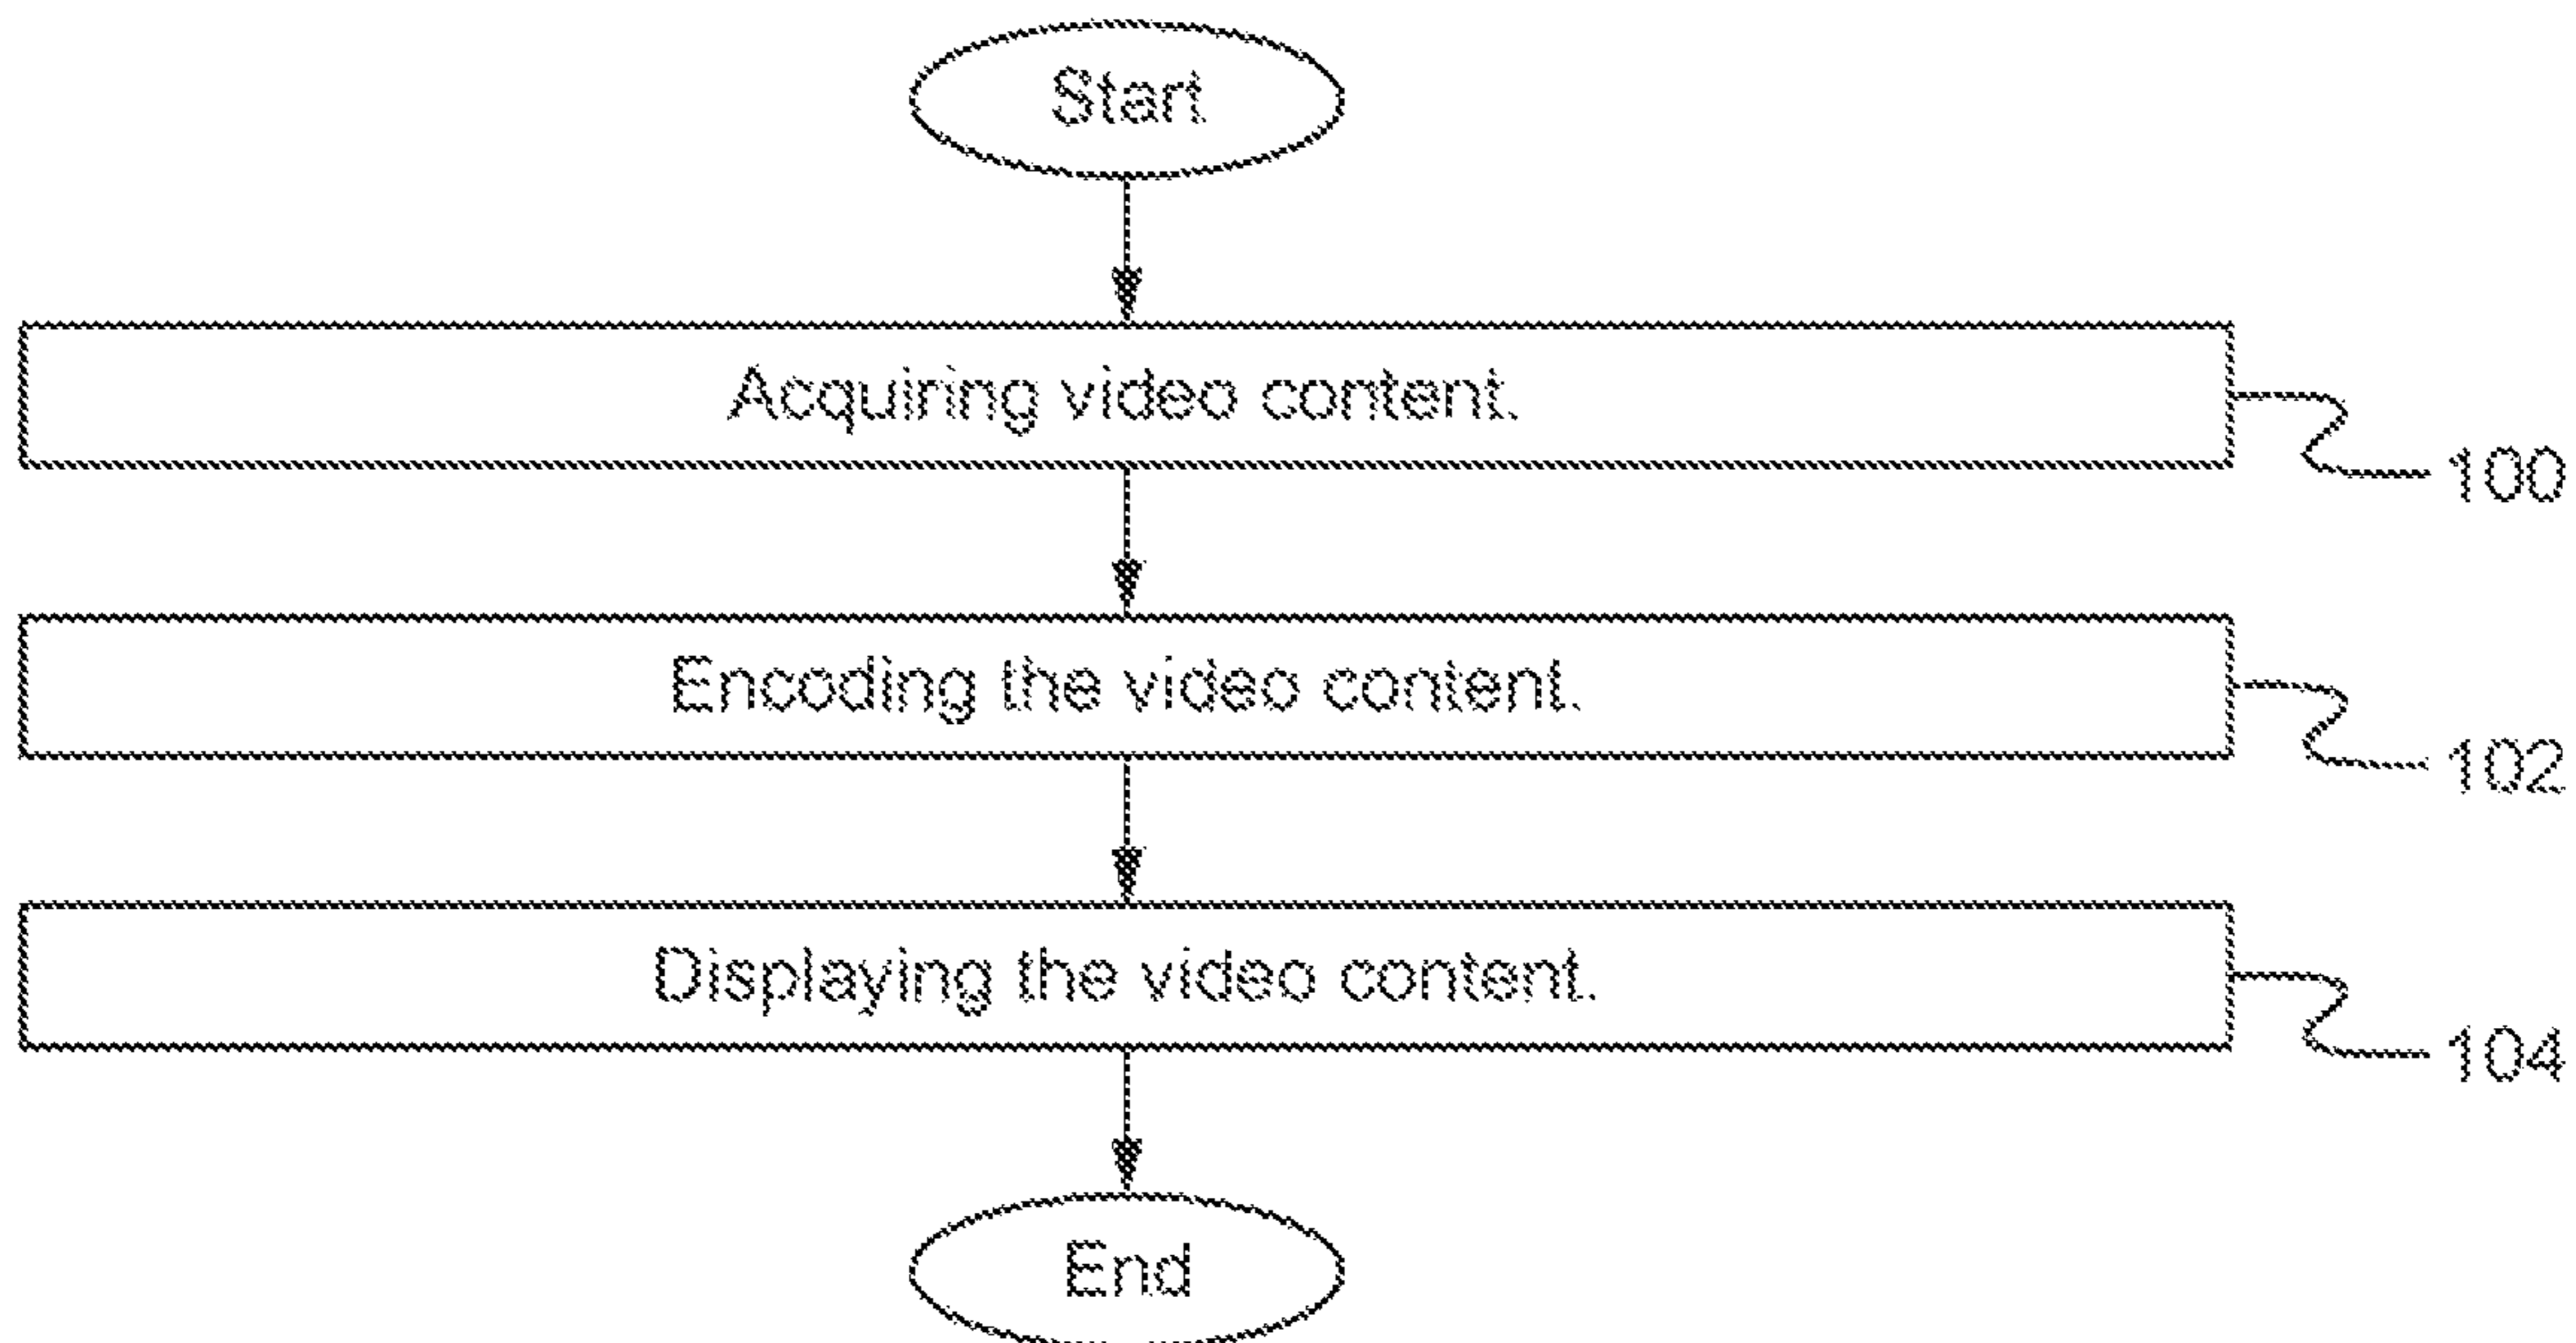 Start
Acquiring video content.
100
Encoding the video content.
102
Displaying the video content.
104
End